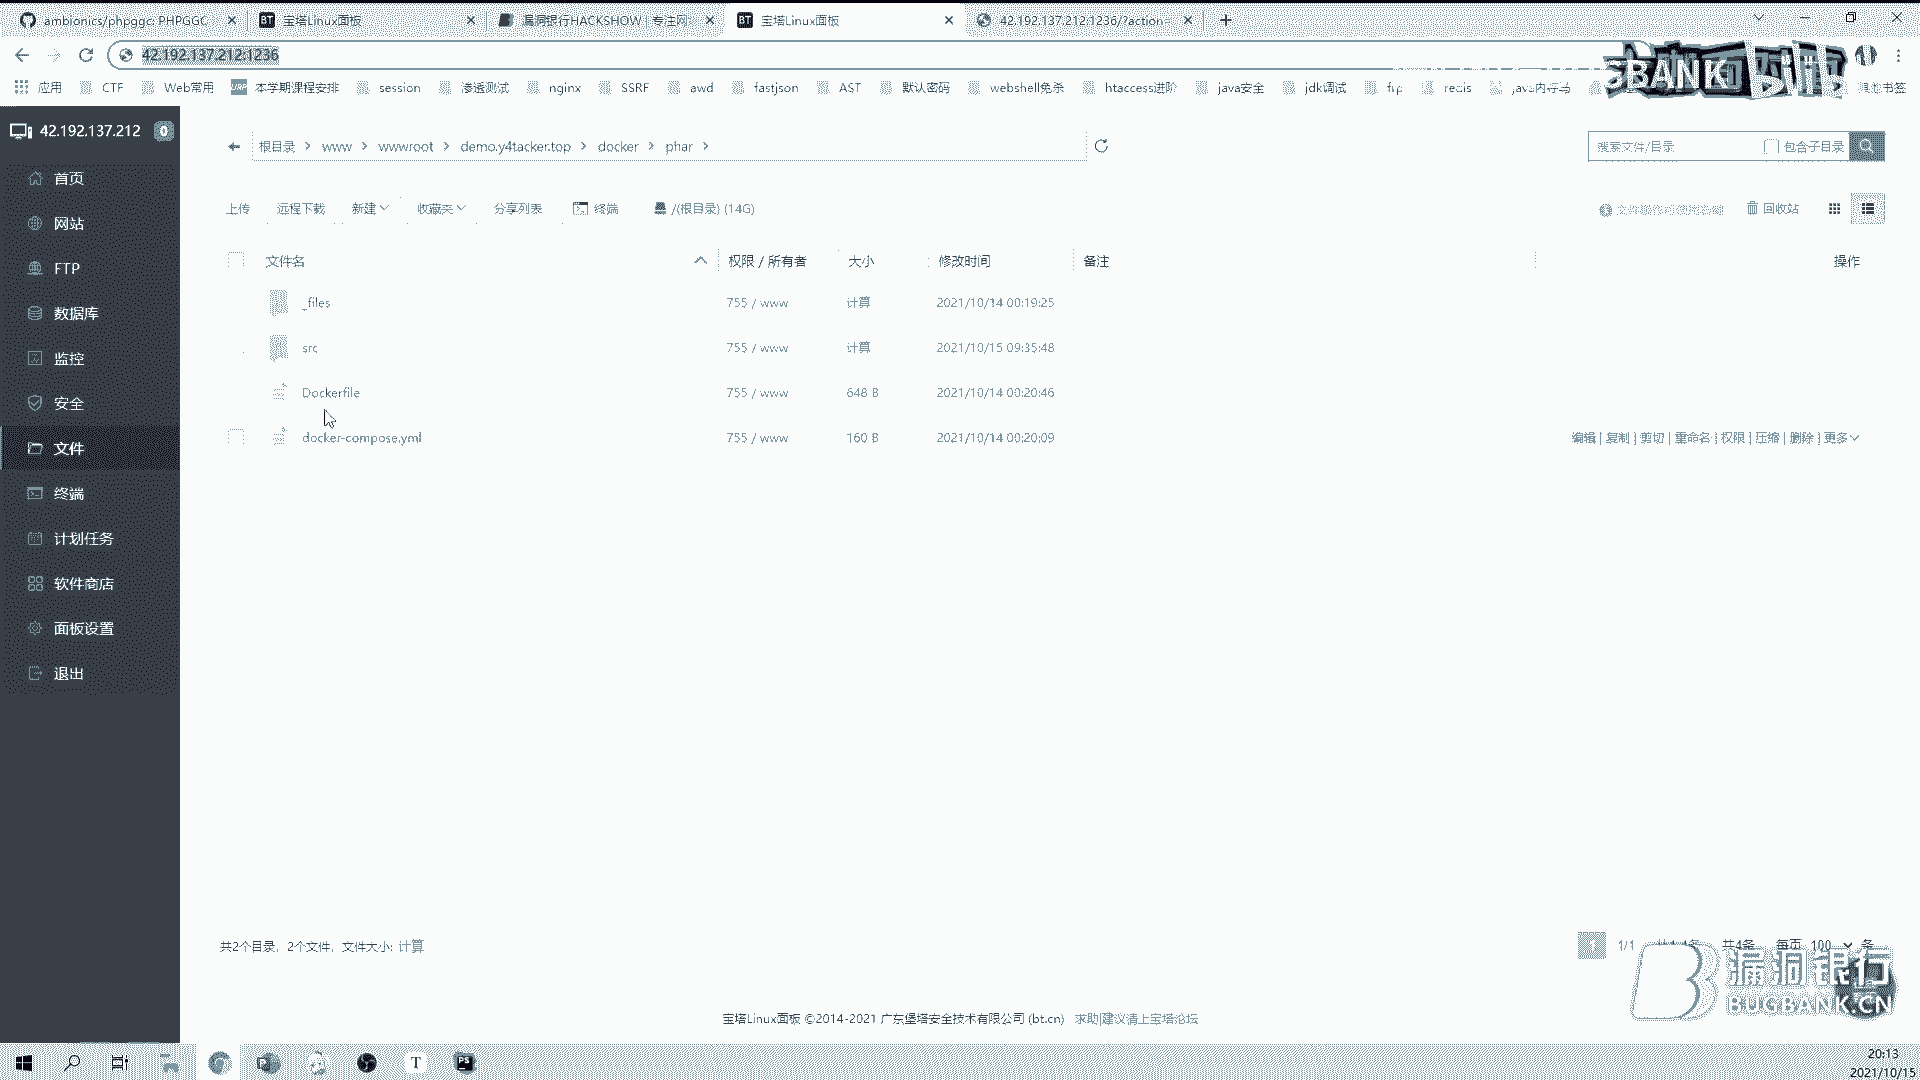 ambionics/phpggc: PHPGGC
宝塔Linux面板
漏洞银行HACKSHOW | 专注网
宝塔Linux面板
42.192.137.212:1236/?action=
42.192.137.212:1236
应用 CTF Web常用 本学期课程安排 session 渗透测试 nginx SSRF awd fastjson AST 默认密码 webshell免杀 htaccess进阶 java安全 jdk调试 ftp redis java内存马
BANK
42.192.137.212 0
根目录 > www > wwwroot > demo.y4tacker.top > docker > phar >
搜索文件/目录 包含子目录
首页
网站
FTP
数据库
监控
安全
文件
终端
计划任务
软件商店
面板设置
退出
上传 远程下载 新建 收藏夹 分享列表 终端 /(根目录) (14G)
回收站
文件名 权限 / 所有者 大小 修改时间 备注 操作
_files 755 / www 计算 2021/10/14 00:19:25
src 755 / www 计算 2021/10/15 09:35:48
Dockerfile 755 / www 648 B 2021/10/14 00:20:46
docker-compose.yml 755 / www 160 B 2021/10/14 00:20:09 编辑 | 复制 | 剪切 | 重命名 | 权限 | 压缩 | 删除 | 更多
共2个目录，2个文件，文件大小: 计算
1 1/1 共4条 每页 100 条
漏洞银行
BUGBANK.CN
宝塔Linux面板 ©2014-2021 广东堡塔安全技术有限公司 (bt.cn) 求助|建议请上宝塔论坛
20:13
2021/10/15